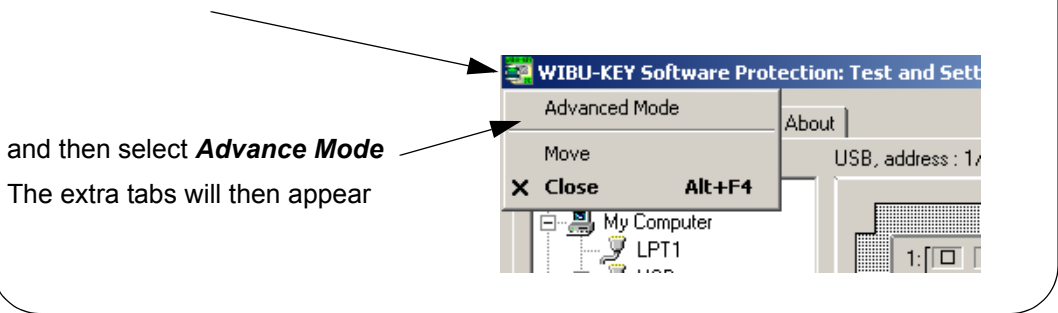 WIBU-KEY Software Protection: Test and Sett
Advanced Mode
About
and then select Advance Mode
Move
USB, address : 1/
The extra tabs will then appear
X Close Alt+F4
My Computer
LPT1
1: